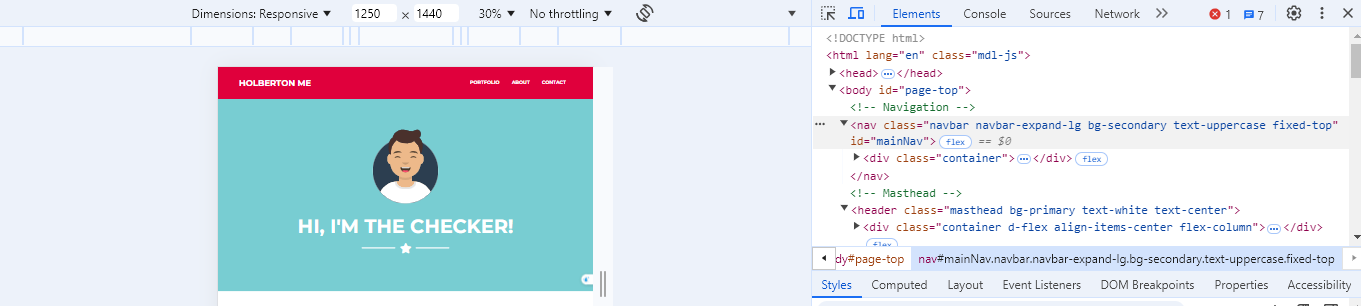 Dimensions: Responsive ▼ 1250 × 1440 30% ▼ No throttling ▼
HOLBERTON ME PORTFOLIO ABOUT CONTACT
HI, I'M THE CHECKER!
Elements Console Sources Network 1 7
<!DOCTYPE html>
<html lang="en" class="mdl-js">
<head> … </head>
<body id="page-top">
<!-- Navigation -->
<nav class="navbar navbar-expand-lg bg-secondary text-uppercase fixed-top"
id="mainNav"> flex == $0
<div class="container"> … </div> flex
</nav>
<!-- Masthead -->
<header class="masthead bg-primary text-white text-center">
<div class="container d-flex align-items-center flex-column"> … </div>
flex
dy#page-top nav#mainNav.navbar.navbar-expand-lg.bg-secondary.text-uppercase.fixed-top
Styles Computed Layout Event Listeners DOM Breakpoints Properties Accessibility